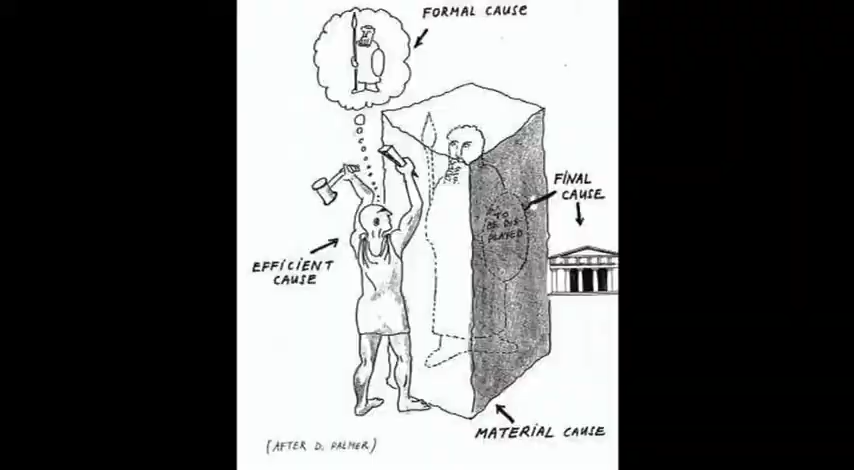 FORMAL CAUSE
FINAL
CAUSE
TO
BE DIS-
PLAYED
EFFICIENT
CAUSE
MATERIAL CAUSE
(AFTER D. PALMER)